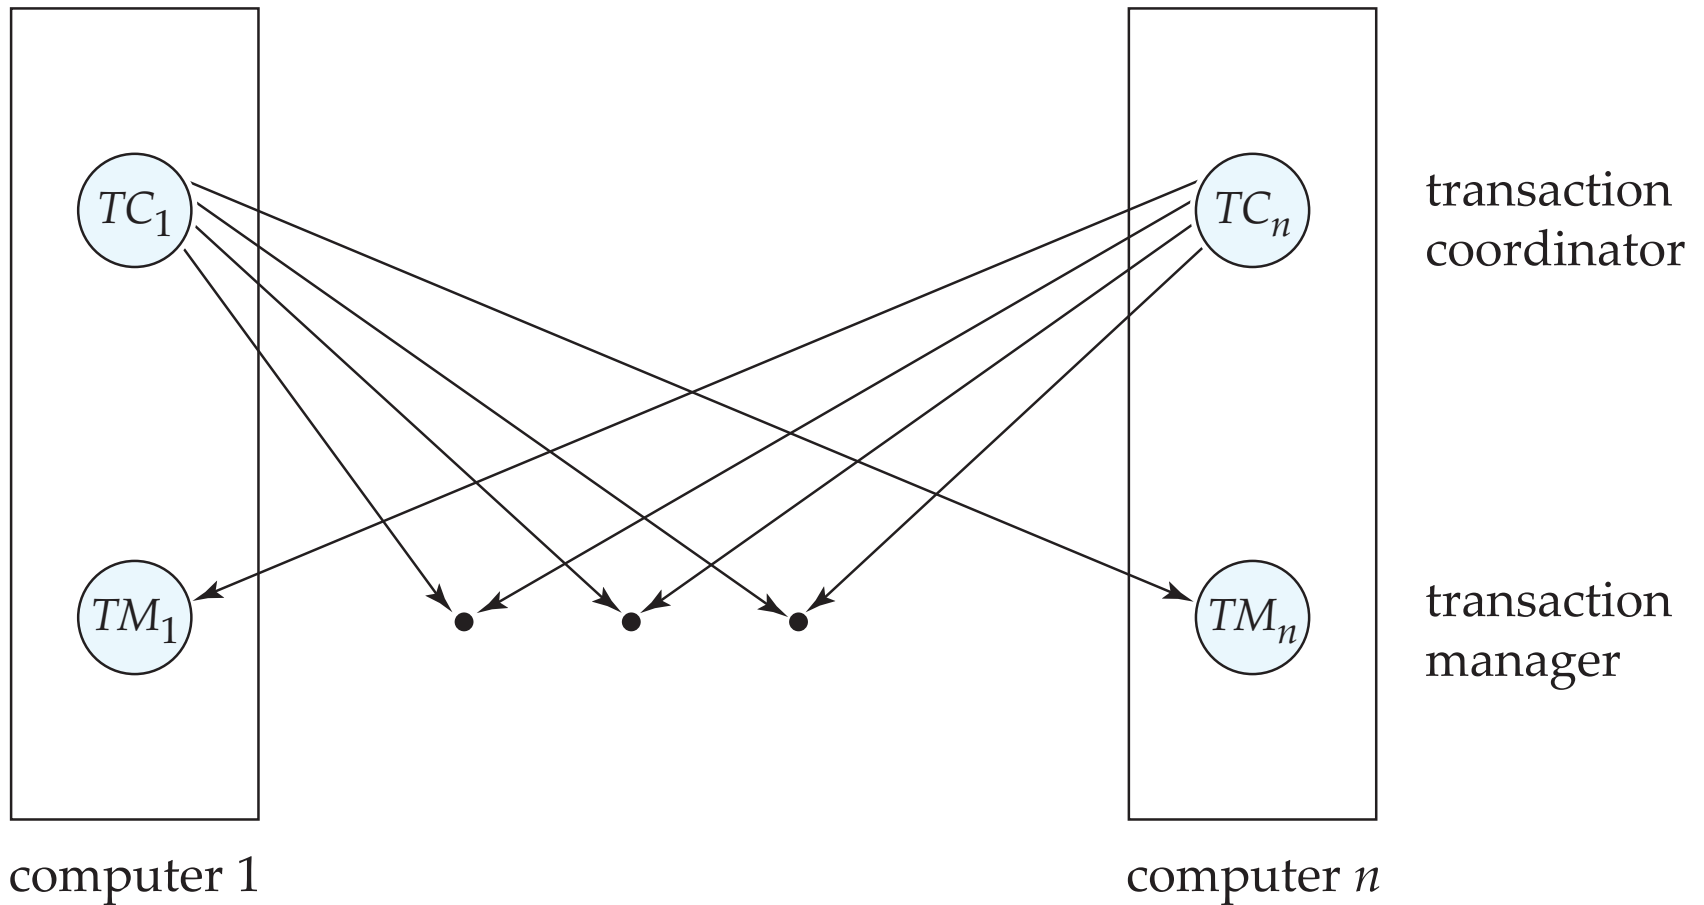 TC₁
TCₙ
transaction
coordinator
TM₁
TMₙ
transaction
manager
computer 1
computer n